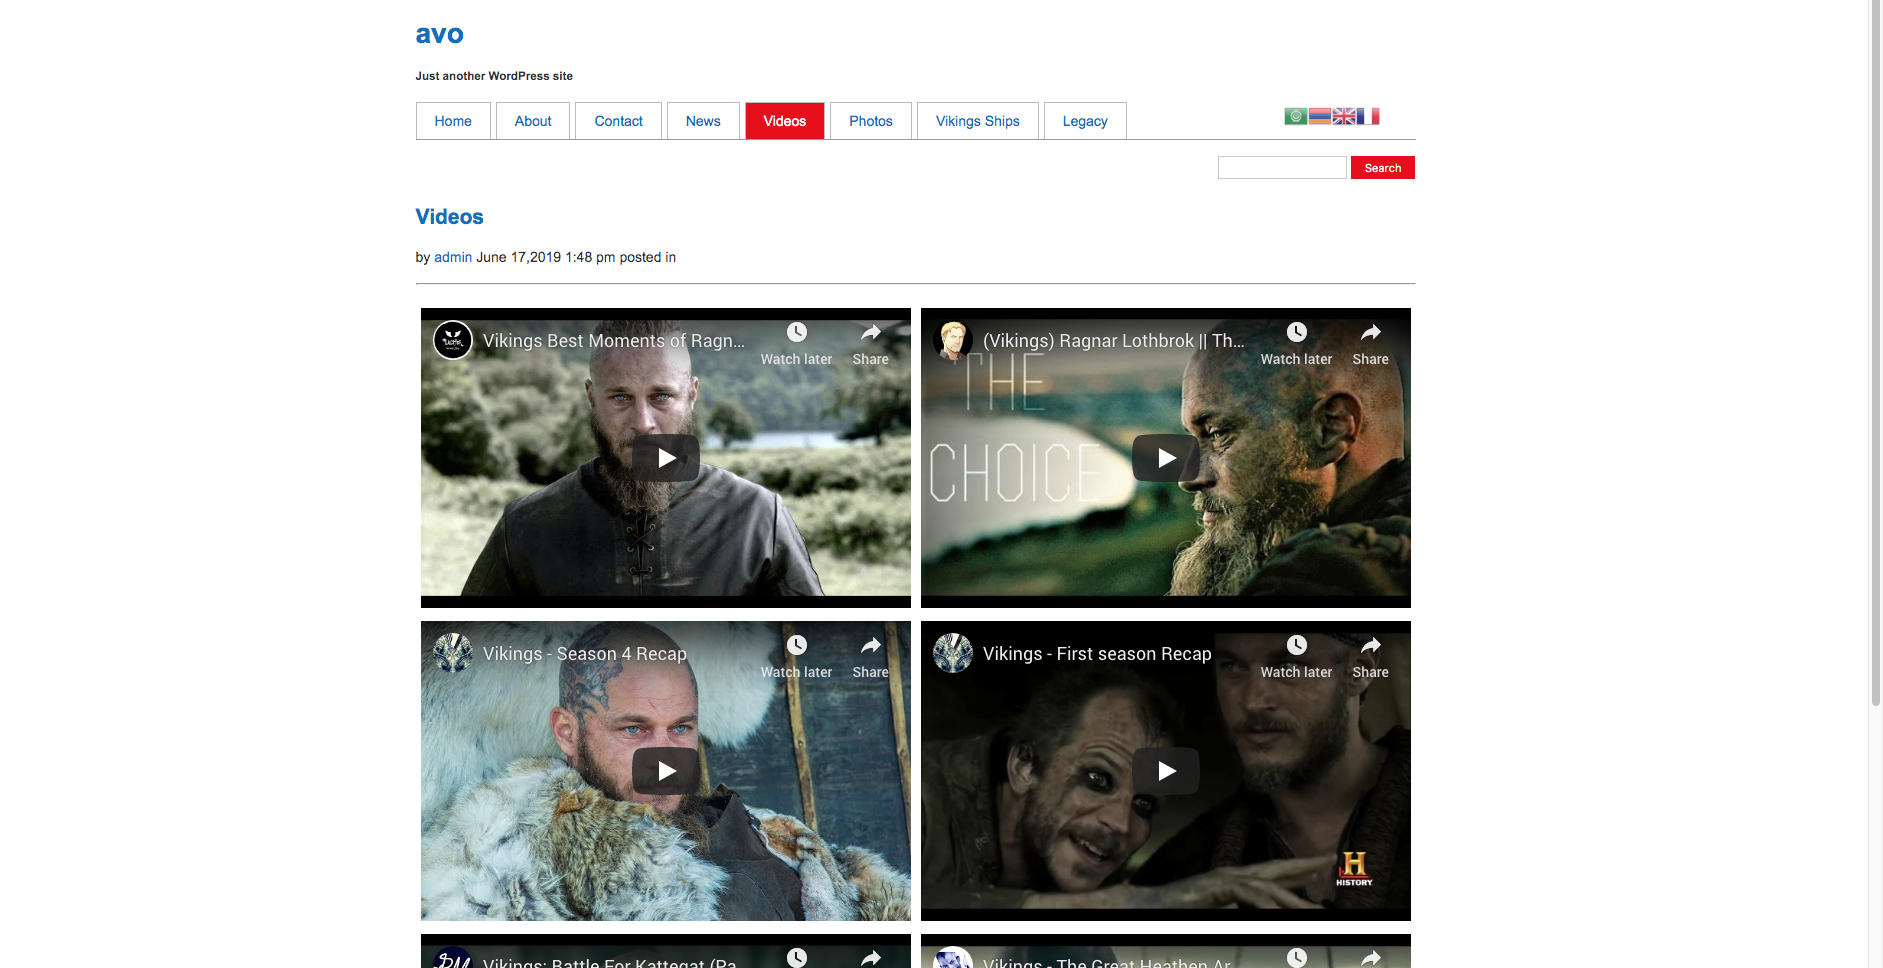 avo
Just another WordPress site
Home About Contact News Videos Photos Vikings Ships Legacy
Search
Videos
by admin June 17,2019 1:48 pm posted in
Vikings Best Moments of Ragn...
Watch later Share
(Vikings) Ragnar Lothbrok || Th...
Watch later Share
THE
CHOICE
Vikings - Season 4 Recap
Watch later Share
Vikings - First season Recap
Watch later Share
H
HISTORY
Vikings: Battle For Kattegat (Pa...
Vikings - The Great Heathen Ar...